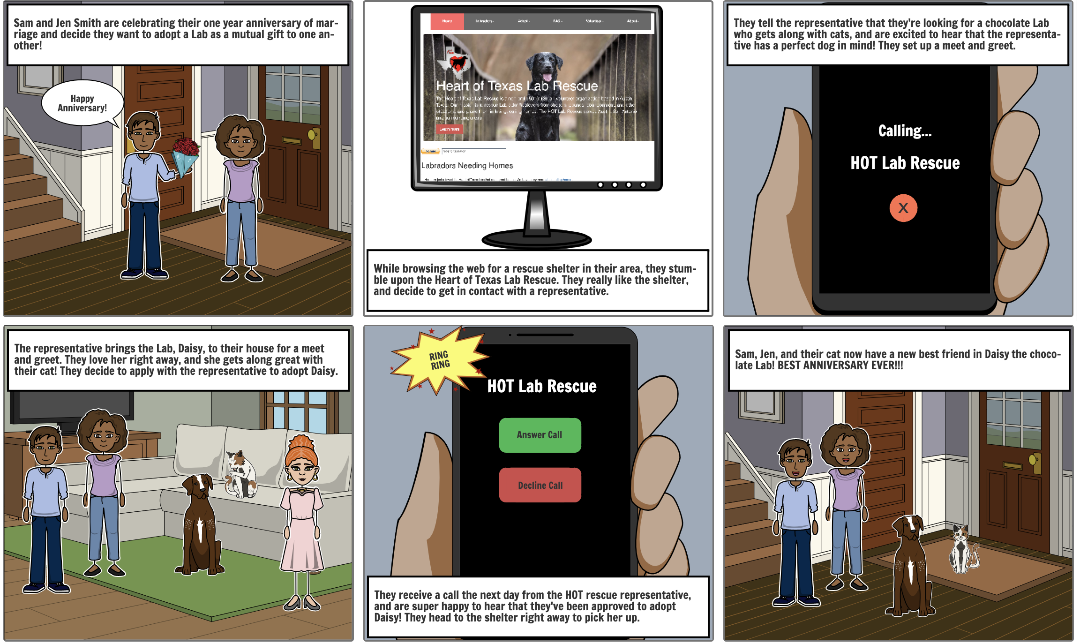 Sam and Jen Smith are celebrating their one year anniversary of mar-
riage and decide they want to adopt a Lab as a mutual gift to one an-
other!
Happy
Anniversary!
Heart of Texas Lab Rescue
Labradors Needing Homes
While browsing the web for a rescue shelter in their area, they stum-
ble upon the Heart of Texas Lab Rescue. They really like the shelter,
and decide to get in contact with a representative.
They tell the representative that they're looking for a chocolate Lab
who gets along with cats, and are excited to hear that the representa-
tive has a perfect dog in mind! They set up a meet and greet.
Calling...
HOT Lab Rescue
X
The representative brings the Lab, Daisy, to their house for a meet
and greet. They love her right away, and she gets along great with
their cat! They decide to apply with the representative to adopt Daisy.
RING
RING
HOT Lab Rescue
Answer Call
Decline Call
They receive a call the next day from the HOT rescue representative,
and are super happy to hear that they've been approved to adopt
Daisy! They head to the shelter right away to pick her up.
Sam, Jen, and their cat now have a new best friend in Daisy the choco-
late Lab! BEST ANNIVERSARY EVER!!!